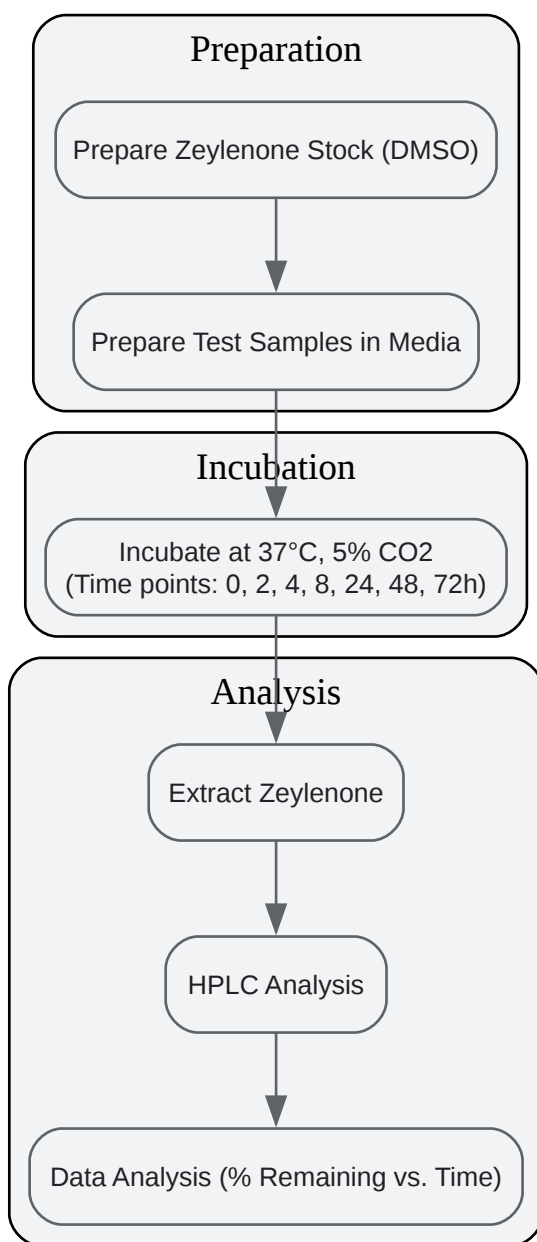 Preparation
Prepare Zeylenone Stock (DMSO)
Prepare Test Samples in Media
Incubation
Incubate at 37°C, 5% CO2
(Time points: 0, 2, 4, 8, 24, 48, 72h)
Analysis
Extract Zeylenone
HPLC Analysis
Data Analysis (% Remaining vs. Time)